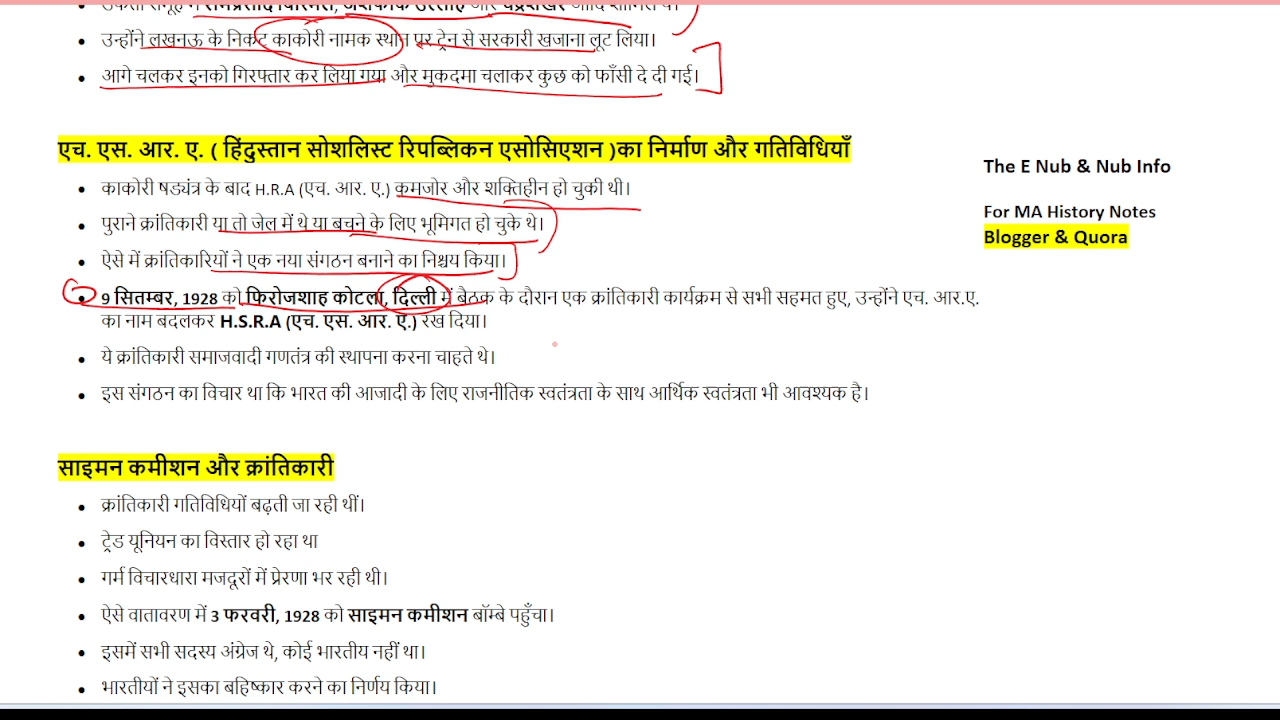 उन्होंने लखनऊ के निकट काकोरी नामक स्थान पर ट्रेन से सरकारी खजाना लूट लिया।
आगे चलकर इनको गिरफ्तार कर लिया गया और मुकदमा चलाकर कुछ को फाँसी दे दी गई।
एच. एस. आर. ए. ( हिंदुस्तान सोशलिस्ट रिपब्लिकन एसोसिएशन )का निर्माण और गतिविधियाँ
काकोरी षड्यंत्र के बाद H.R.A (एच. आर. ए.) कमजोर और शक्तिहीन हो चुकी थी।
पुराने क्रांतिकारी या तो जेल में थे या बचने के लिए भूमिगत हो चुके थे।
ऐसे में क्रांतिकारियों ने एक नया संगठन बनाने का निश्चय किया।
9 सितम्बर, 1928 को फिरोजशाह कोटला, दिल्ली में बैठक के दौरान एक क्रांतिकारी कार्यक्रम से सभी सहमत हुए, उन्होंने एच. आर.ए.
का नाम बदलकर H.S.R.A (एच. एस. आर. ए.) रख दिया।
ये क्रांतिकारी समाजवादी गणतंत्र की स्थापना करना चाहते थे।
इस संगठन का विचार था कि भारत की आजादी के लिए राजनीतिक स्वतंत्रता के साथ आर्थिक स्वतंत्रता भी आवश्यक है।
साइमन कमीशन और क्रांतिकारी
क्रांतिकारी गतिविधियों बढ़ती जा रही थीं।
ट्रेड यूनियन का विस्तार हो रहा था
गर्म विचारधारा मजदूरों में प्रेरणा भर रही थी।
ऐसे वातावरण में 3 फरवरी, 1928 को साइमन कमीशन बॉम्बे पहुँचा।
इसमें सभी सदस्य अंग्रेज थे, कोई भारतीय नहीं था।
भारतीयों ने इसका बहिष्कार करने का निर्णय किया।
The E Nub & Nub Info
For MA History Notes
Blogger & Quora